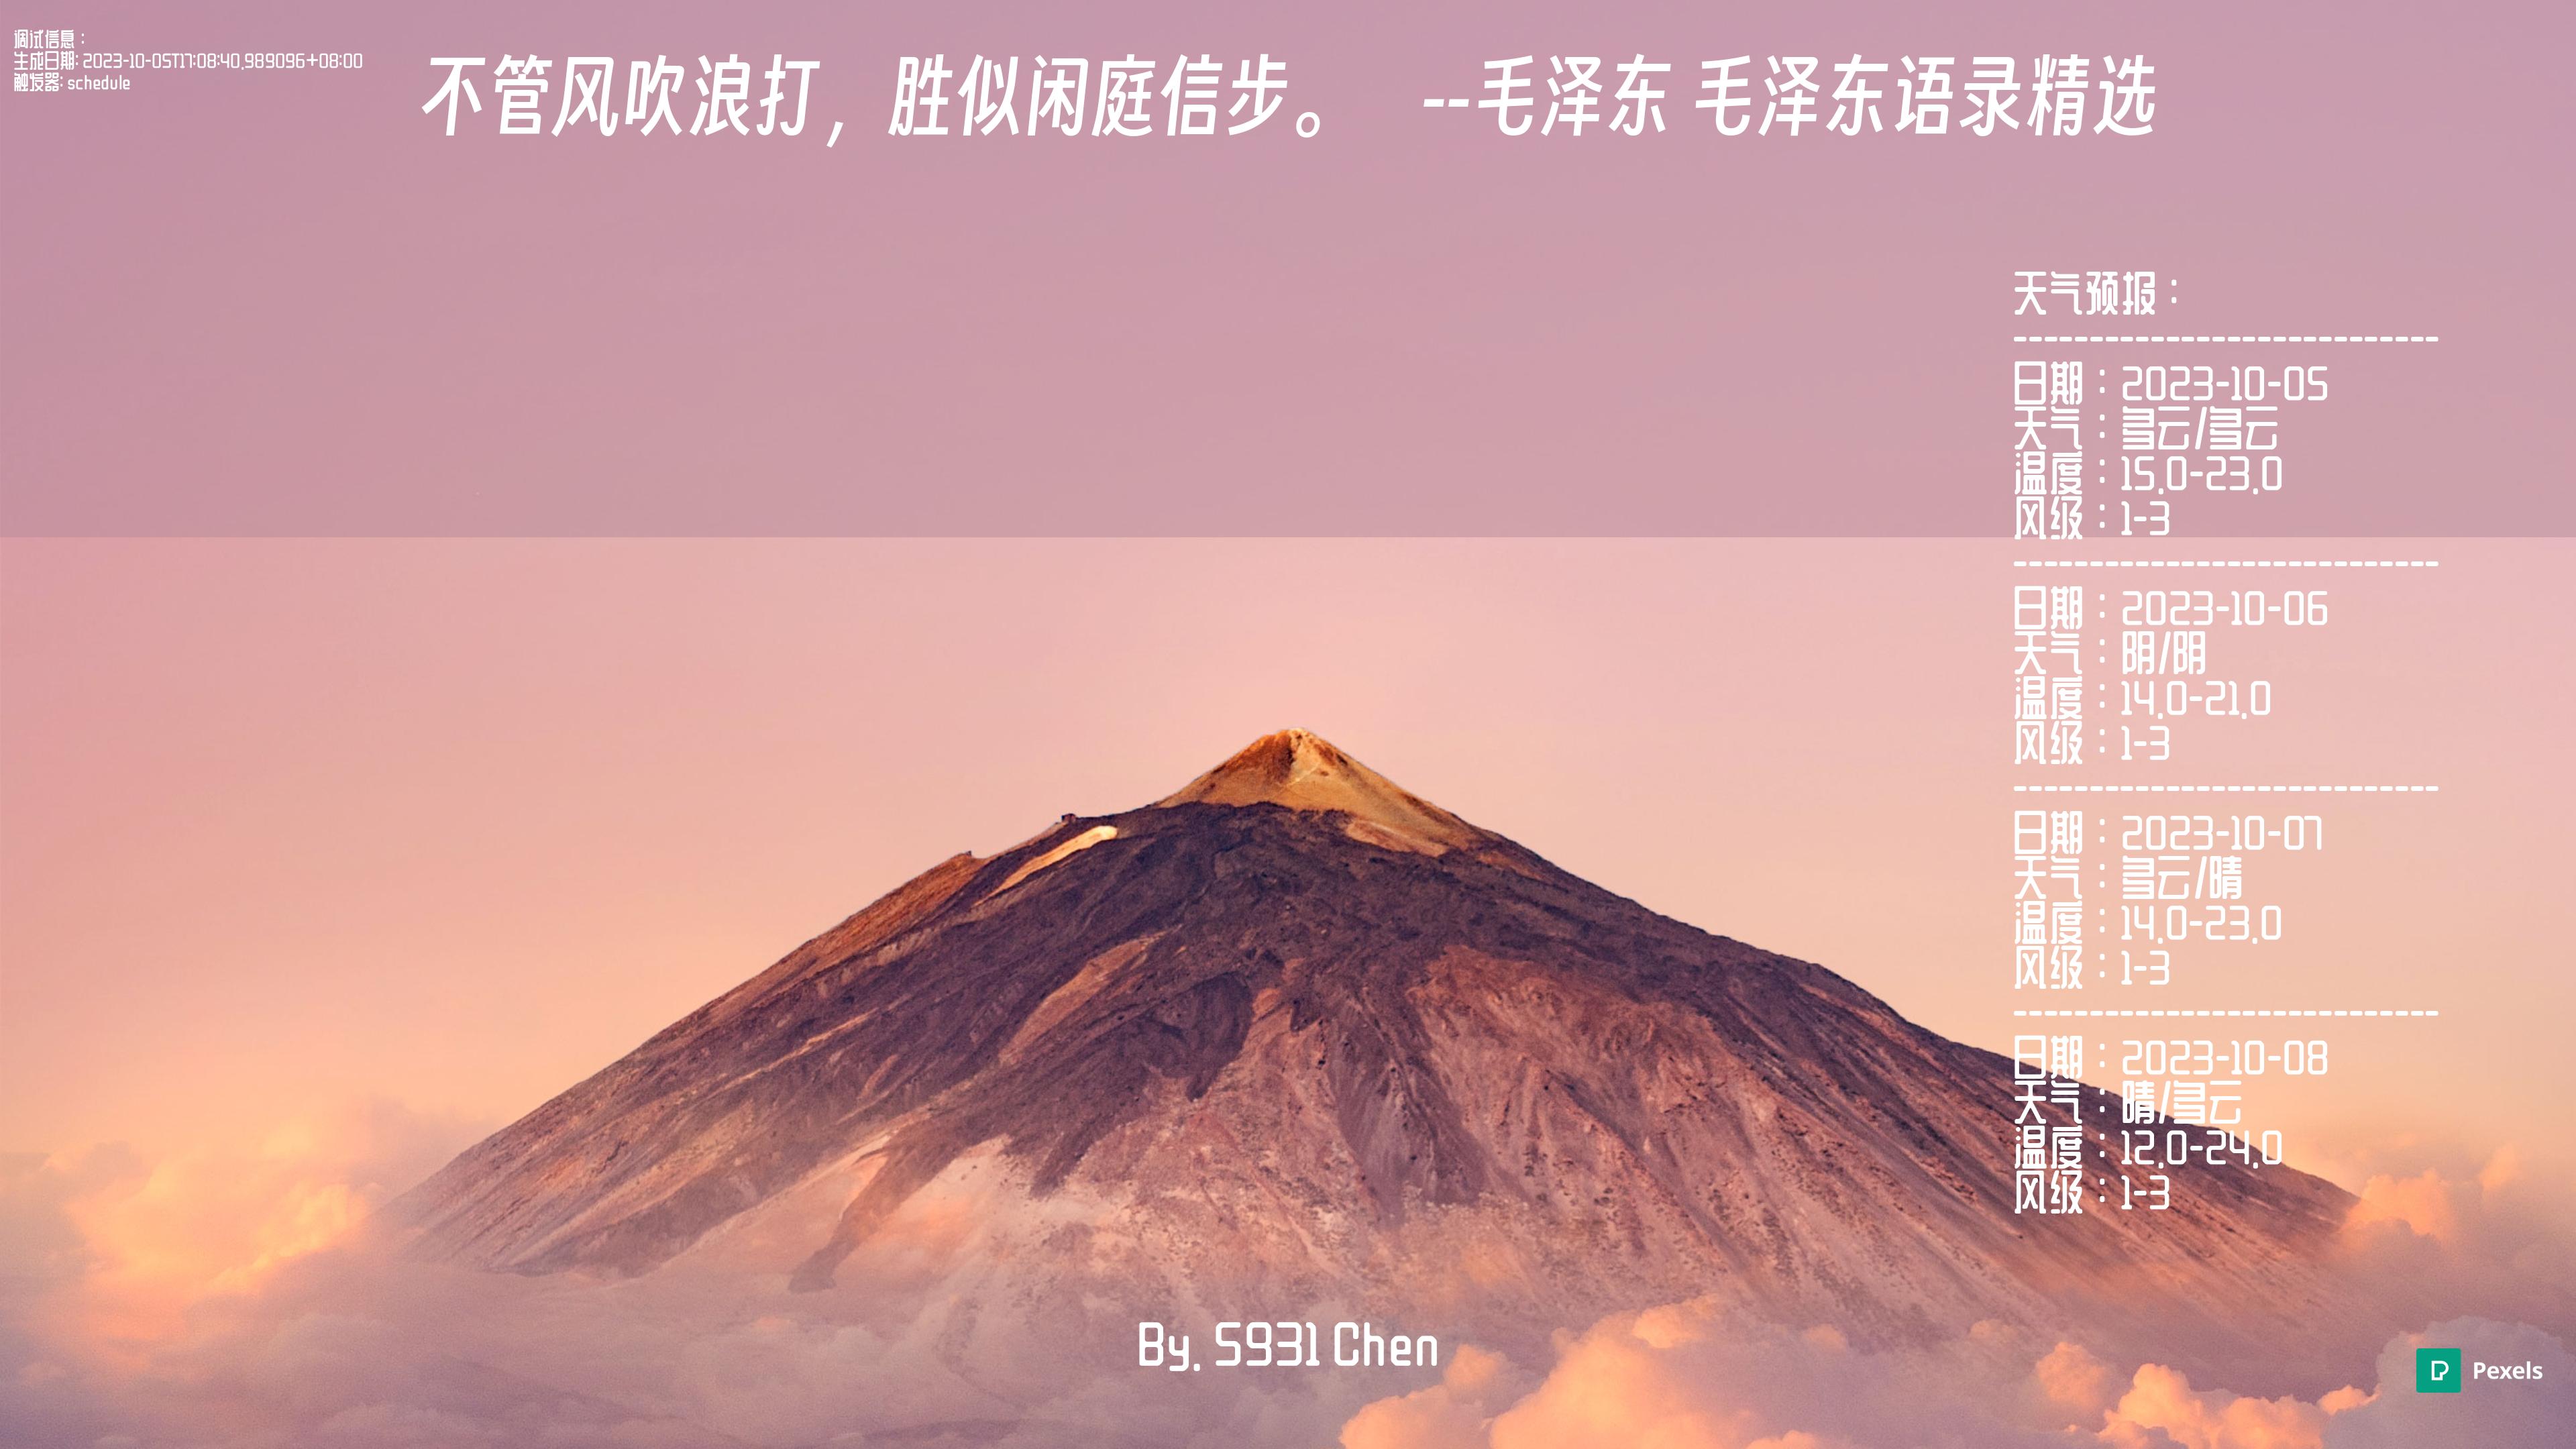 调试信息：
生成日期: 2023-10-05T17:08:40.989096+08:00
触发器: schedule
不管风吹浪打，胜似闲庭信步。 --毛泽东 毛泽东语录精选
天气预报：
----------------------------
日期：2023-10-05
天气：多云/多云
温度：15.0-23.0
风级：1-3
----------------------------
日期：2023-10-06
天气：阴/阴
温度：14.0-21.0
风级：1-3
----------------------------
日期：2023-10-07
天气：多云/晴
温度：14.0-23.0
风级：1-3
----------------------------
日期：2023-10-08
天气：晴/多云
温度：12.0-24.0
风级：1-3
By. S931 Chen
Pexels